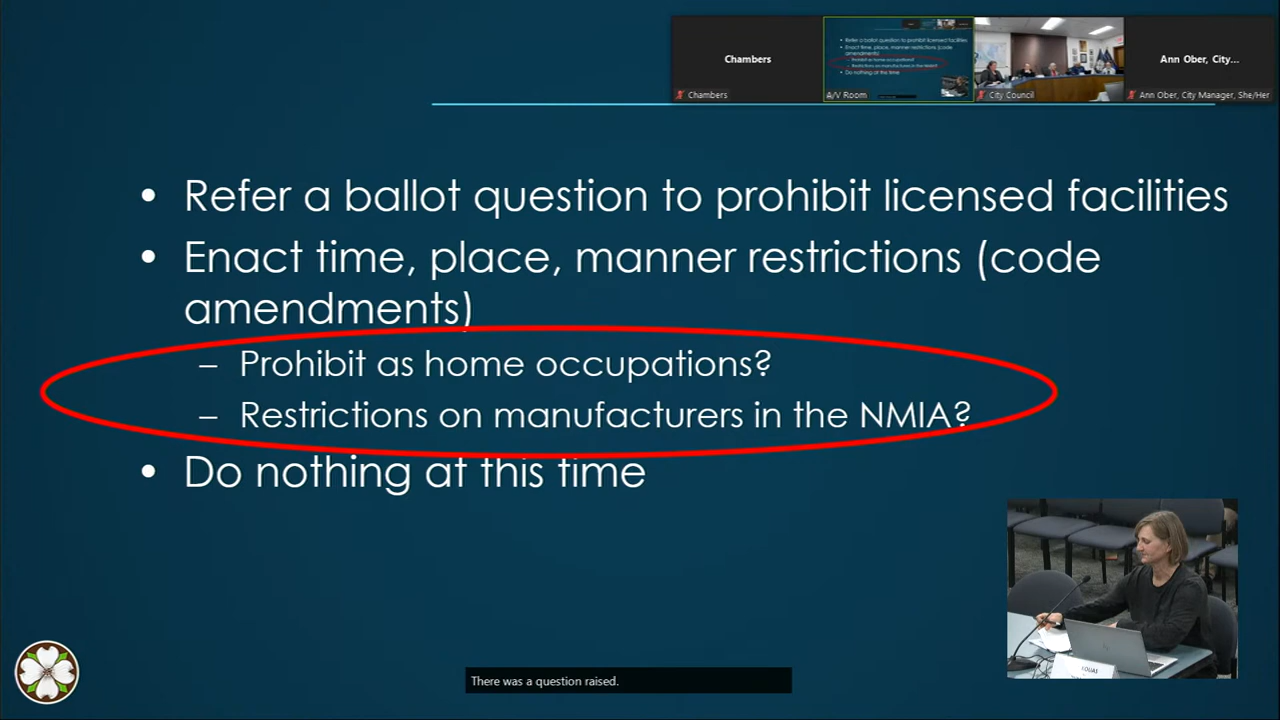 Chambers
Ann Ober, City...
Chambers
A/V Room
City Council
Ann Ober, City Manager, She/Her
• Refer a ballot question to prohibit licensed facilities
• Enact time, place, manner restrictions (code
amendments)
– Prohibit as home occupations?
– Restrictions on manufacturers in the NMIA?
• Do nothing at this time
There was a question raised.